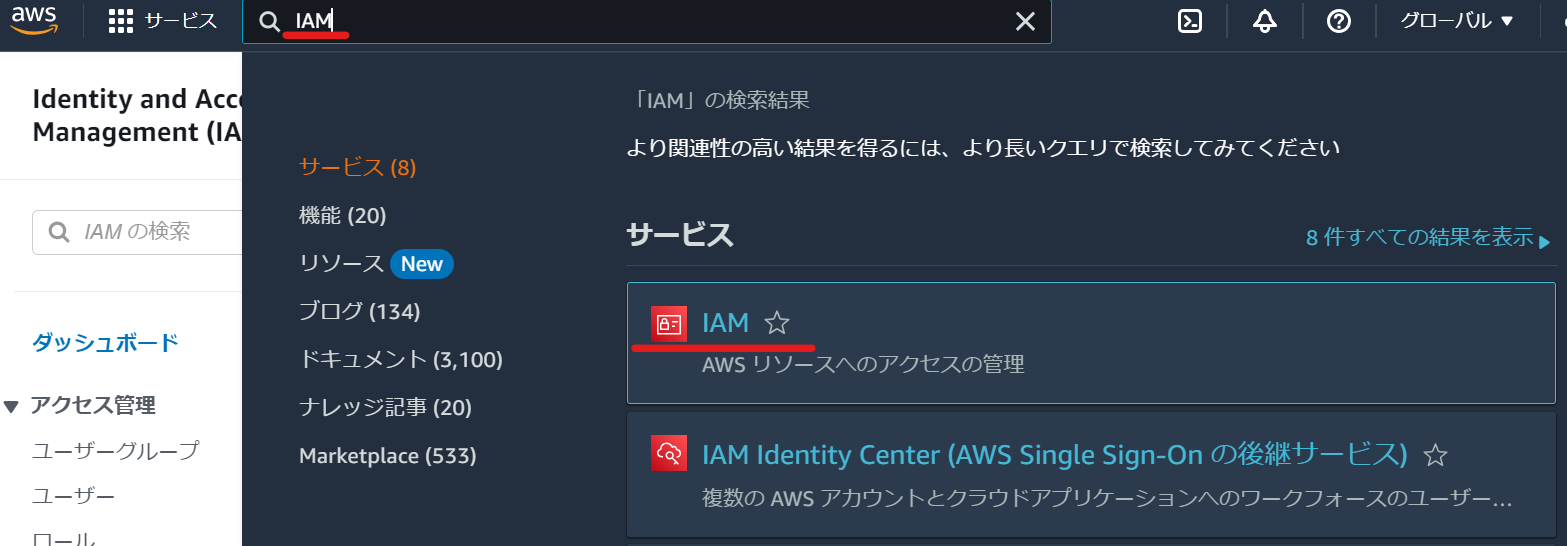 aws
サービス
IAM
グローバル ▼
Identity and Acc
Management (IA
IAM の検索
ダッシュボード
▼ アクセス管理
ユーザーグループ
ユーザー
ロール
サービス (8)
機能 (20)
リソース New
ブログ (134)
ドキュメント (3,100)
ナレッジ記事 (20)
Marketplace (533)
「IAM」の検索結果
より関連性の高い結果を得るには、より長いクエリで検索してみてください
サービス
8 件すべての結果を表示 ▶
IAM ☆
AWS リソースへのアクセスの管理
IAM Identity Center (AWS Single Sign-On の後継サービス) ☆
複数の AWS アカウントとクラウドアプリケーションへのワークフォースのユーザー...